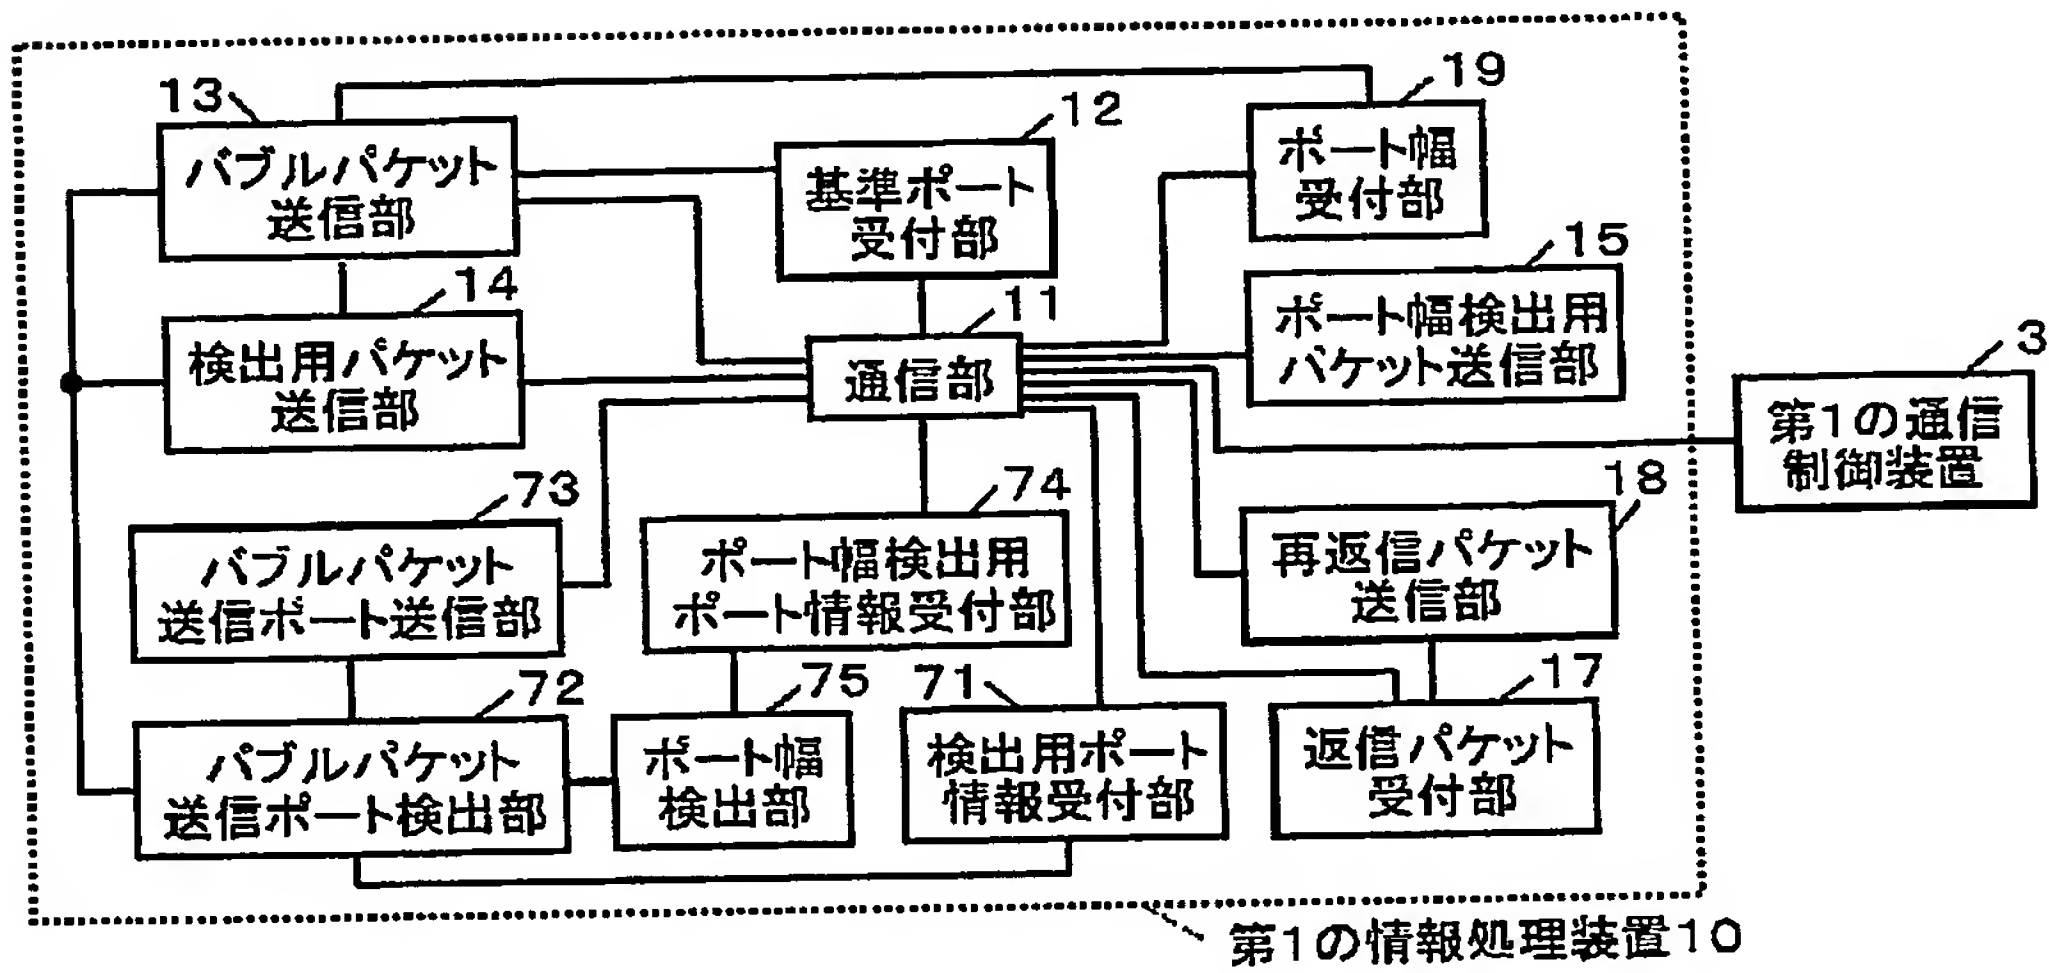 13
バブルパケット
送信部
12
基準ポート
受付部
19
ポート幅
受付部
14
検出用パケット
送信部
11
通信部
15
ポート幅検出用
パケット送信部
3
第1の通信
制御装置
73
バブルパケット
送信ポート送信部
74
ポート幅検出用
ポート情報受付部
18
再返信パケット
送信部
72
バブルパケット
送信ポート検出部
75
ポート幅
検出部
71
検出用ポート
情報受付部
17
返信パケット
受付部
第1の情報処理装置10